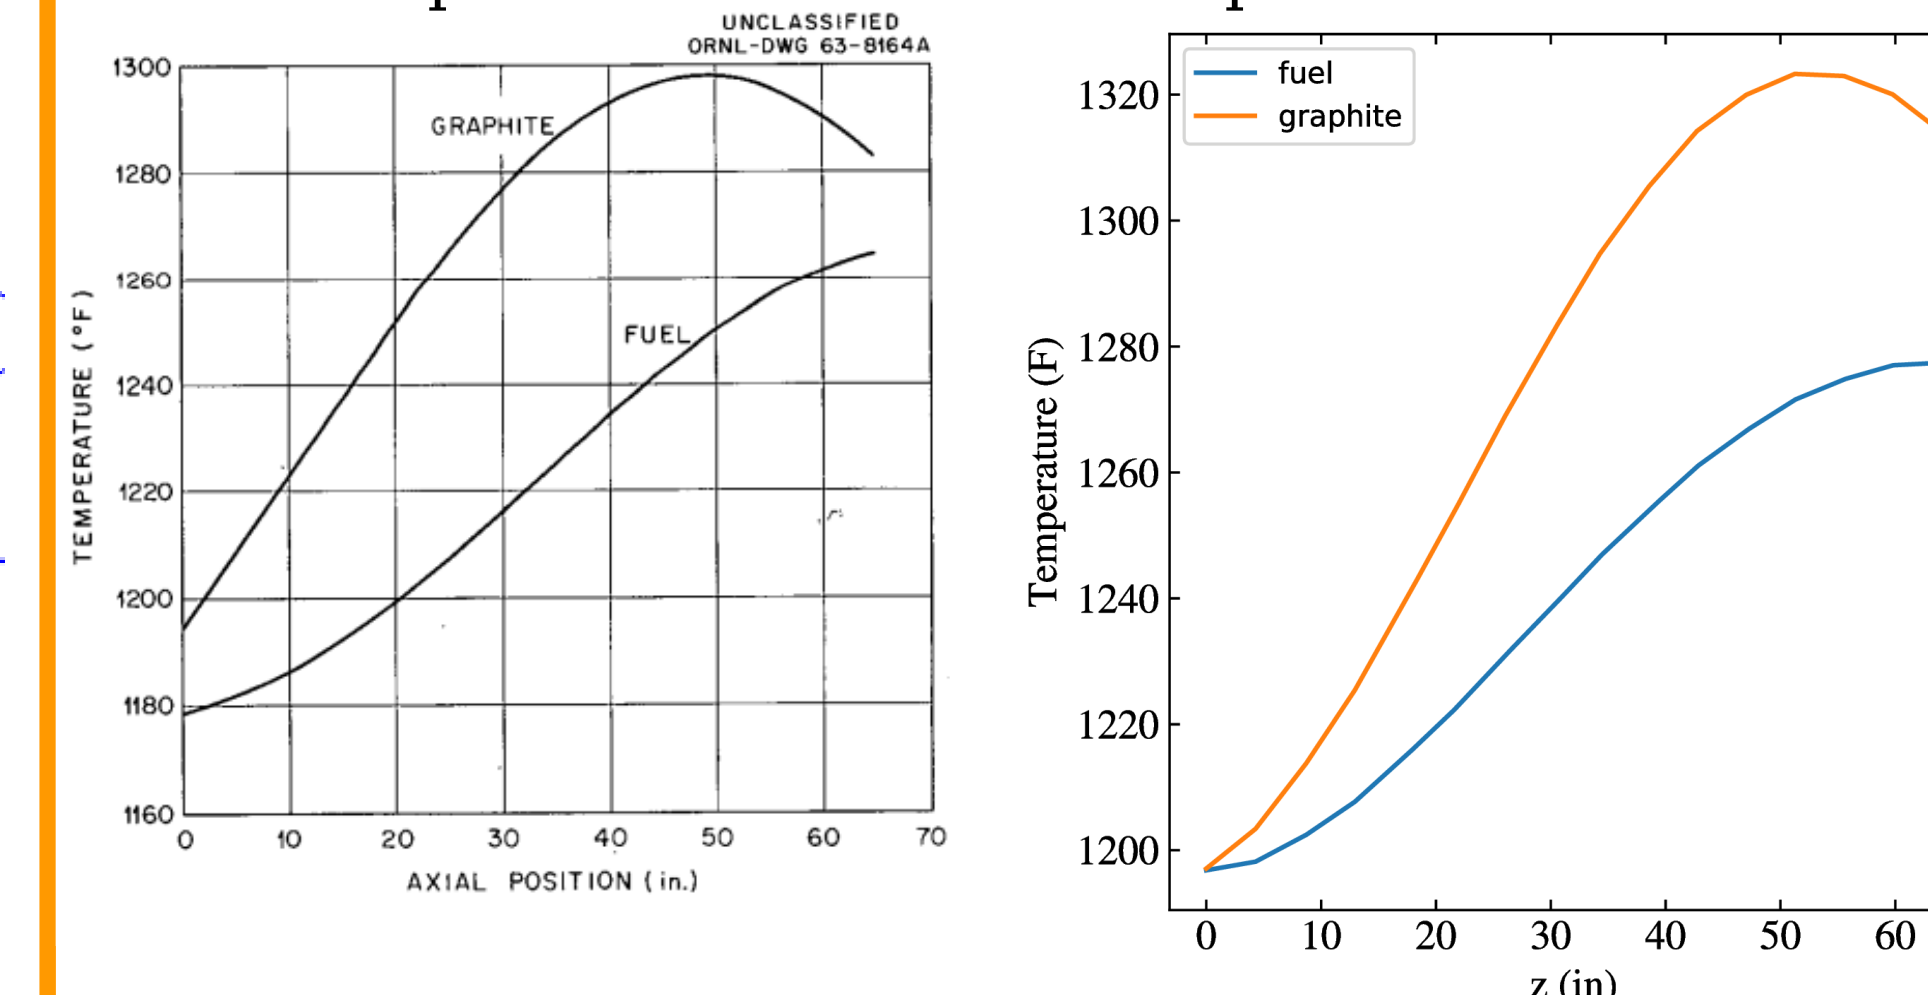 UNCLASSIFIED
ORNL-DWG 63-8164A
1300
1280
1260
1240
1220
1200
1180
1160
TEMPERATURE (°F)
GRAPHITE
FUEL
0 10 20 30 40 50 60 70
AXIAL POSITION (in.)
fuel
graphite
1320
1300
1280
1260
1240
1220
1200
Temperature (F)
0 10 20 30 40 50 60
z (in)